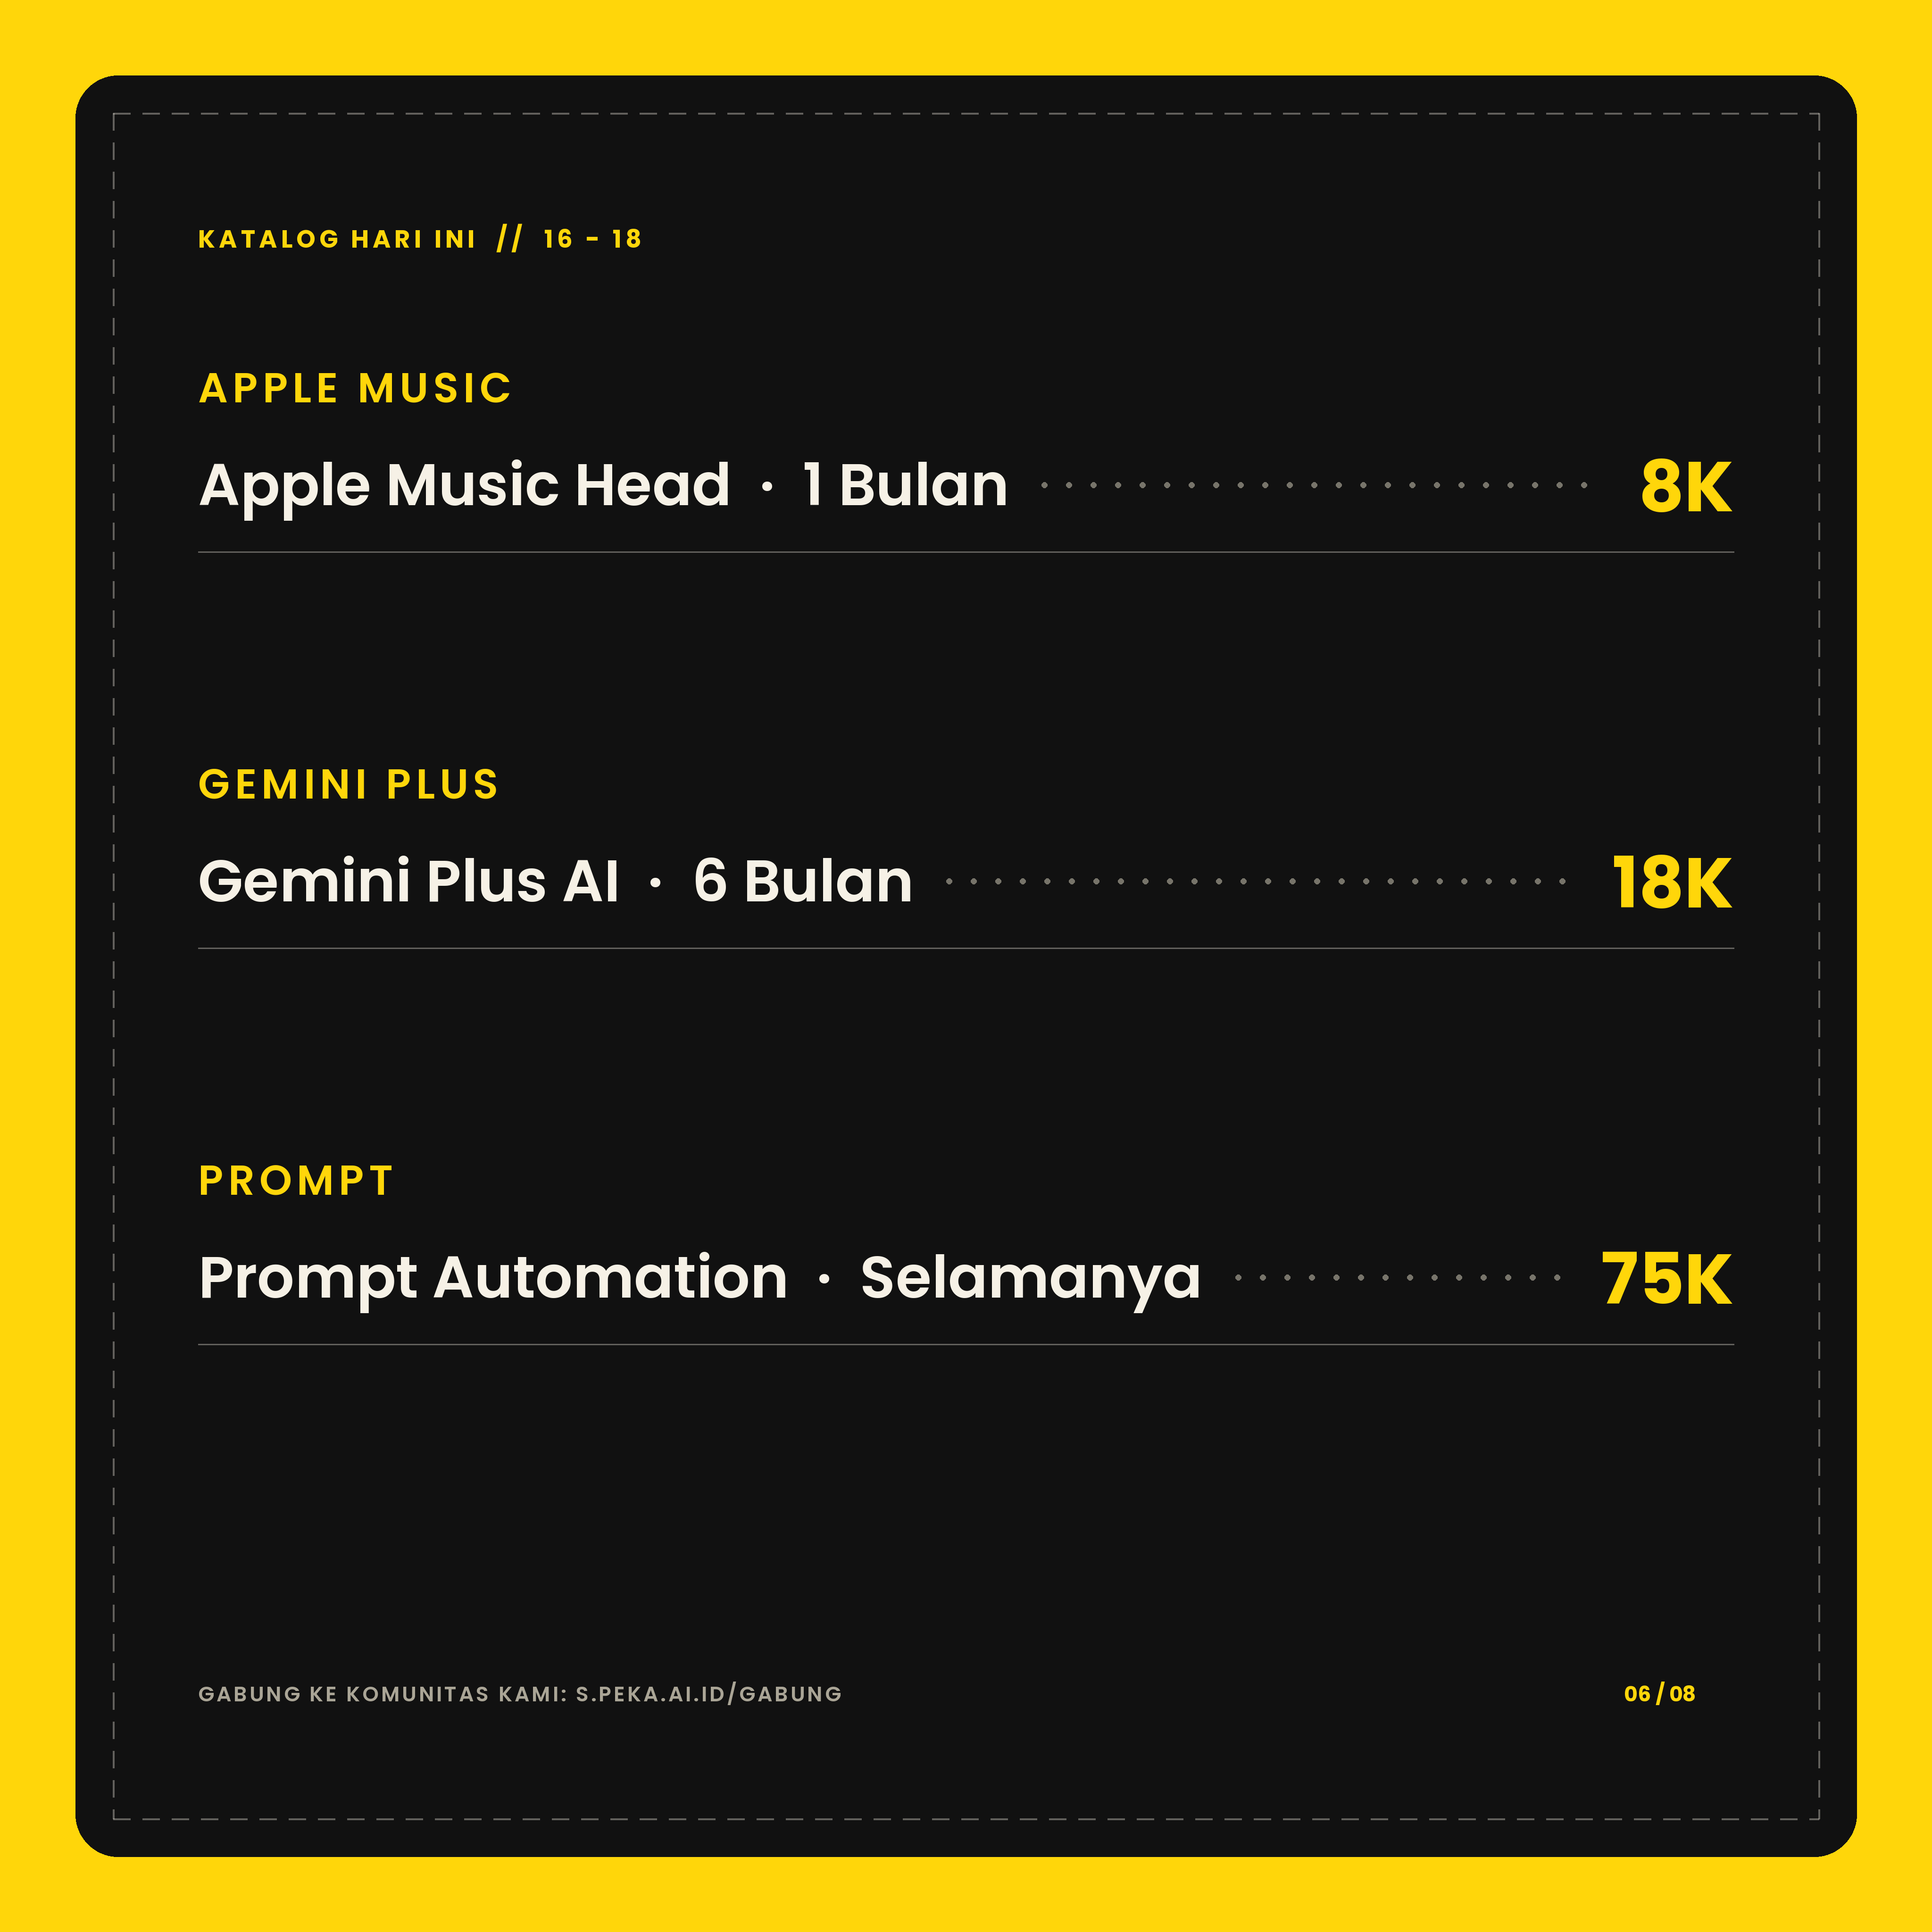 KATALOG HARI INI // 16 - 18
APPLE MUSIC
Apple Music Head · 1 Bulan 8K
GEMINI PLUS
Gemini Plus AI · 6 Bulan 18K
PROMPT
Prompt Automation · Selamanya 75K
GABUNG KE KOMUNITAS KAMI: S.PEKA.AI.ID/GABUNG 06 / 08